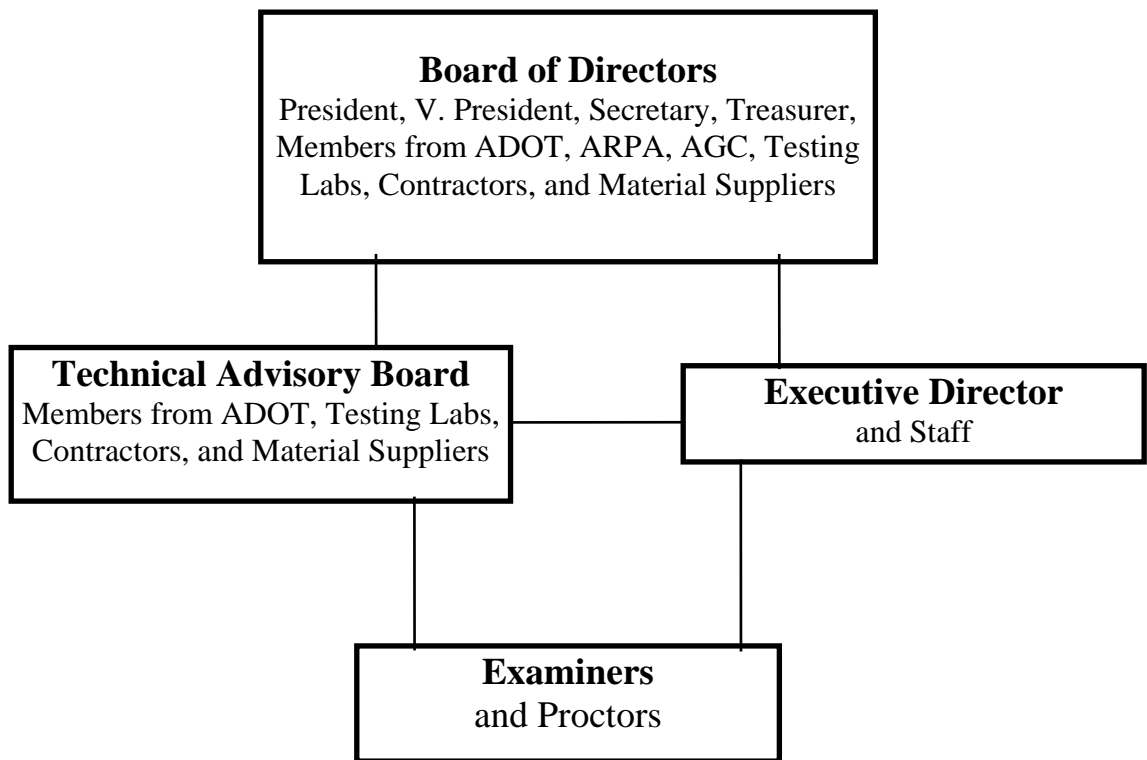 Board of Directors
President, V. President, Secretary, Treasurer,
Members from ADOT, ARPA, AGC, Testing
Labs, Contractors, and Material Suppliers
Technical Advisory Board
Members from ADOT, Testing Labs,
Contractors, and Material Suppliers
Executive Director
and Staff
Examiners
and Proctors